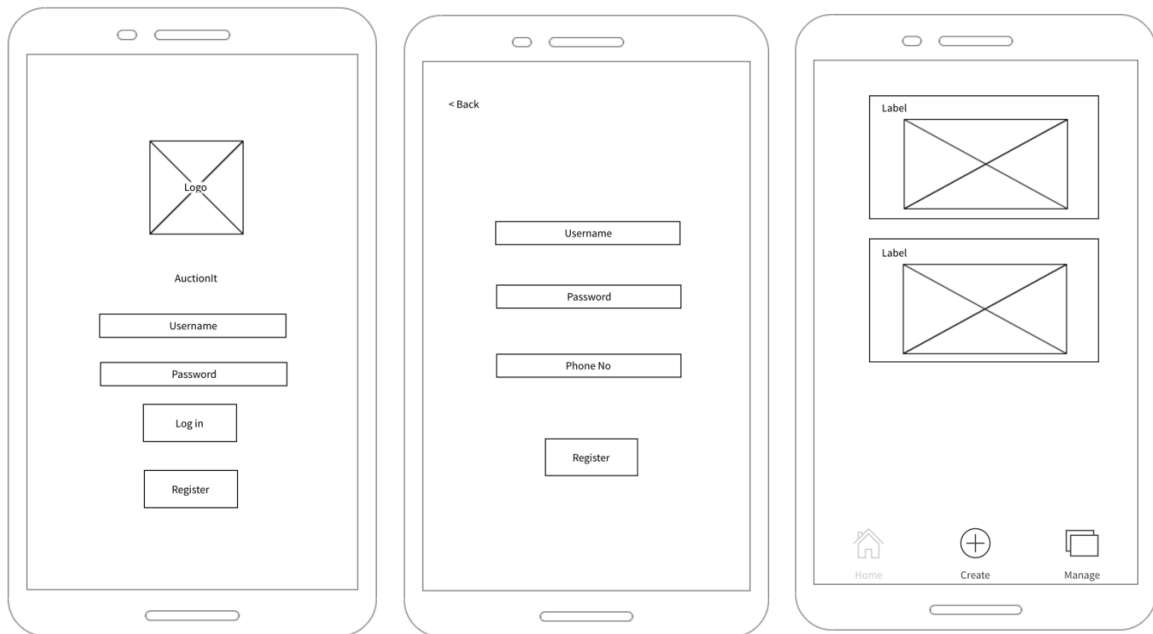 Logo
AuctionIt
Username
Password
Log in
Register
< Back
Username
Password
Phone No
Register
Label
Label
Home
Create
Manage